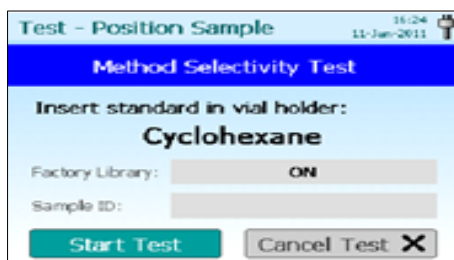 Test - Position Sample
16:24
11-Jan-2011
Method Selectivity Test
Insert standard in vial holder:
Cyclohexane
Factory Library: ON
Sample ID:
Start Test
Cancel Test